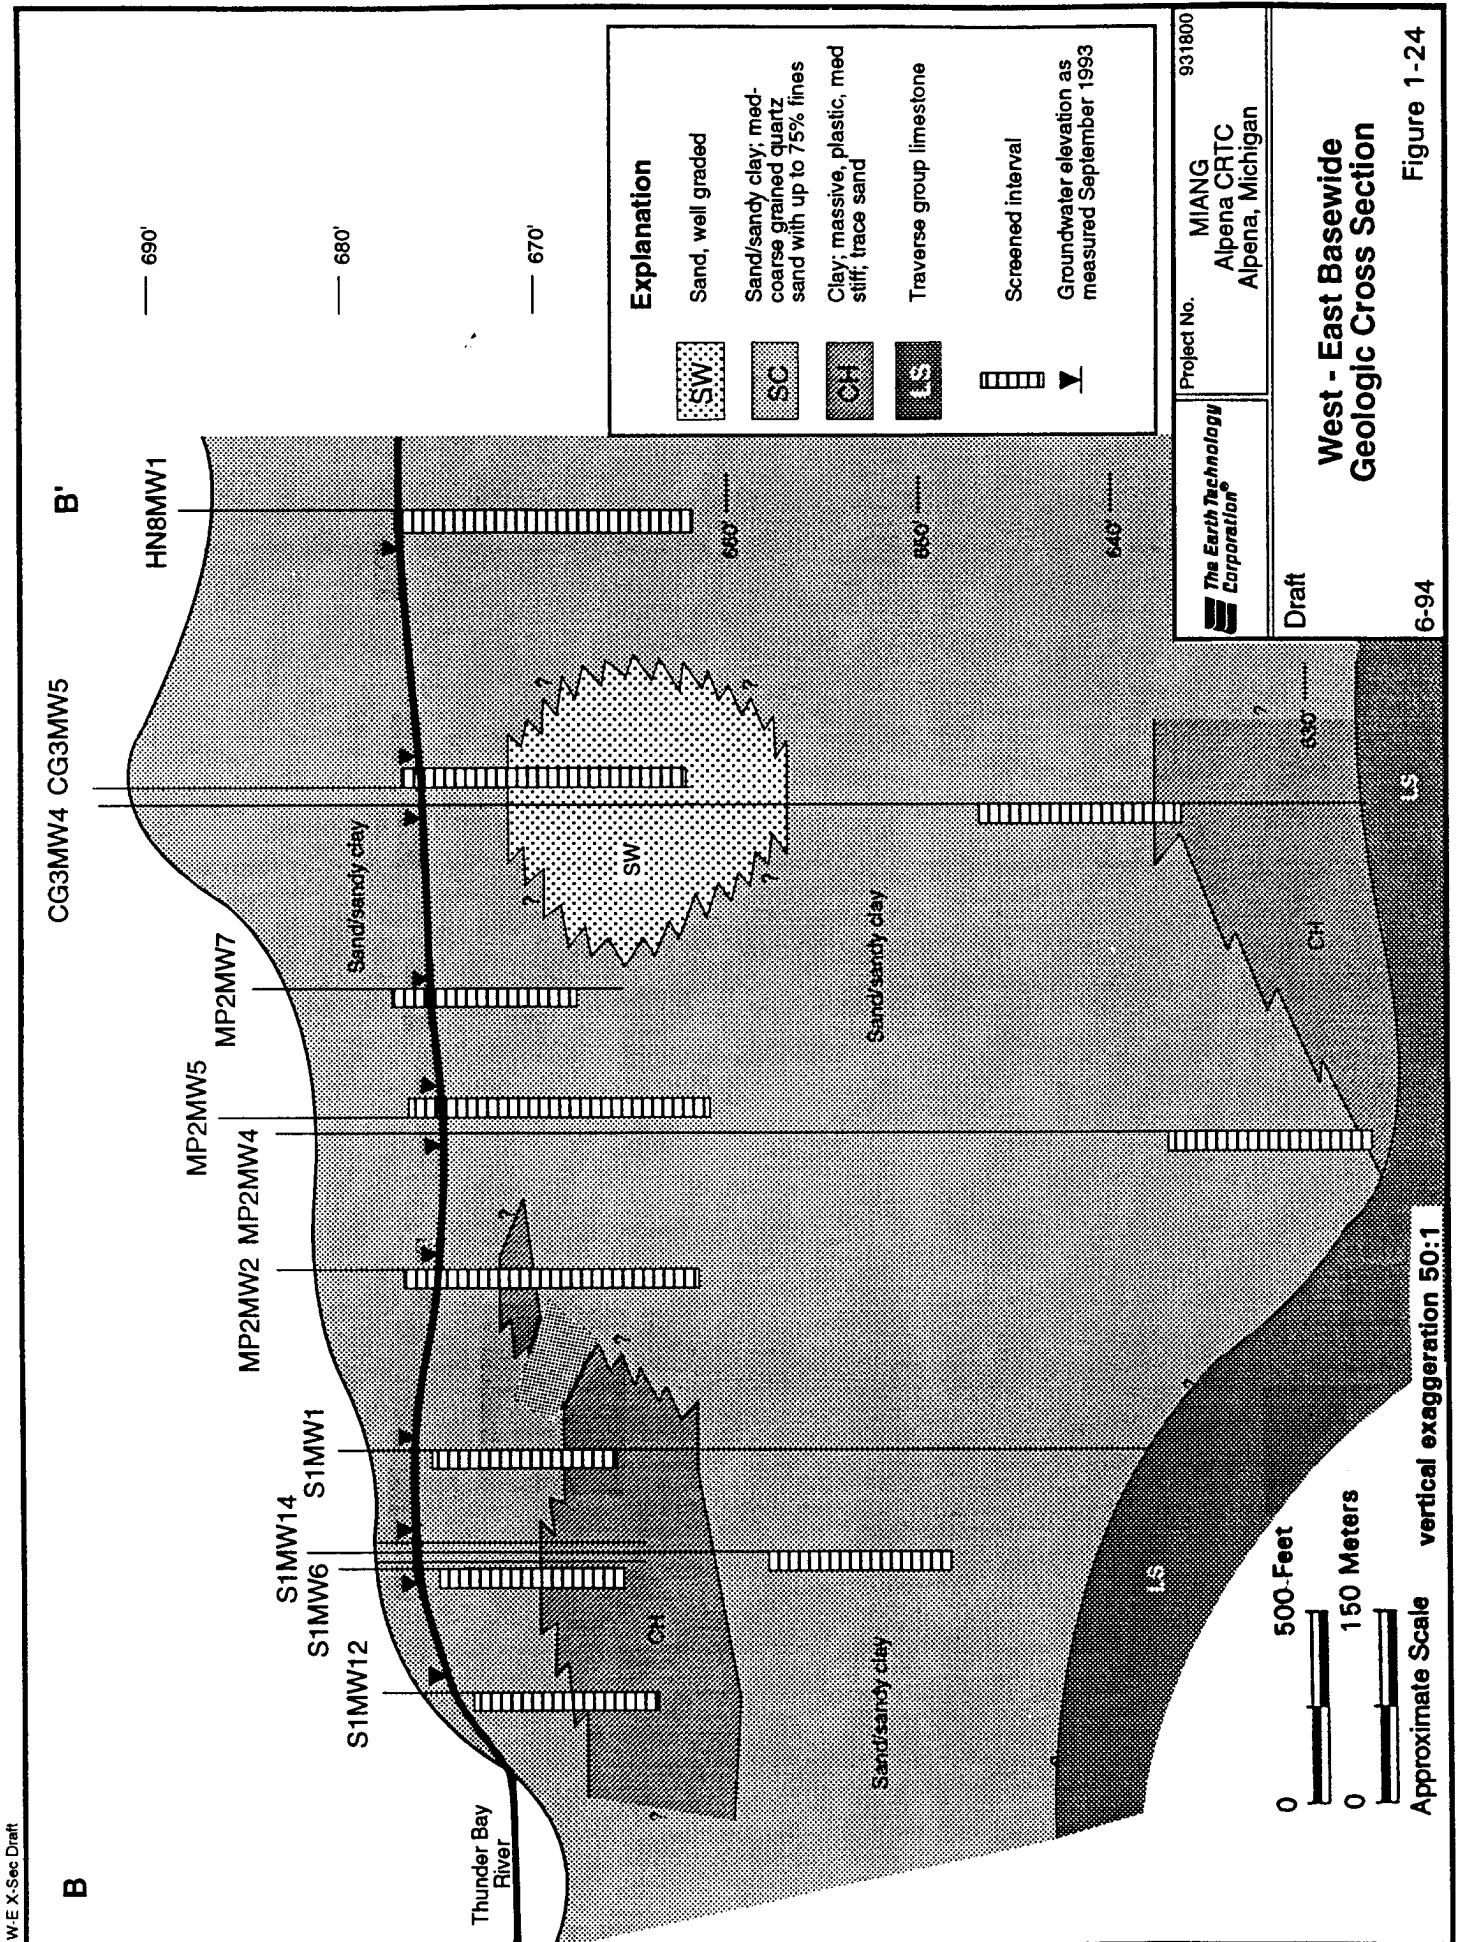 W-E X-Sec Draft
B
B'
Thunder Bay
River
S1MW12
S1MW6
S1MW14
S1MW1
MP2MW2
MP2MW4
MP2MW5
MP2MW7
CG3MW4
CG3MW5
HN8MW1
690'
680'
670'
660'
650'
640'
630'
Sand/sandy clay
Sand/sandy clay
Sand/sandy clay
SW
CH
CH
LS
LS
?
?
?
?
?
?
?
?
?
Explanation
SW
Sand, well graded
SC
Sand/sandy clay; med-
coarse grained quartz
sand with up to 75% fines
CH
Clay; massive, plastic, med
stiff; trace sand
LS
Traverse group limestone
Screened interval
Groundwater elevation as
measured September 1993
0
500 Feet
0
150 Meters
Approximate Scale
vertical exaggeration 50:1
The Earth Technology
Corporation®
Project No.
931800
MIANG
Alpena CRTC
Alpena, Michigan
Draft
West - East Basewide
Geologic Cross Section
6-94
Figure 1-24